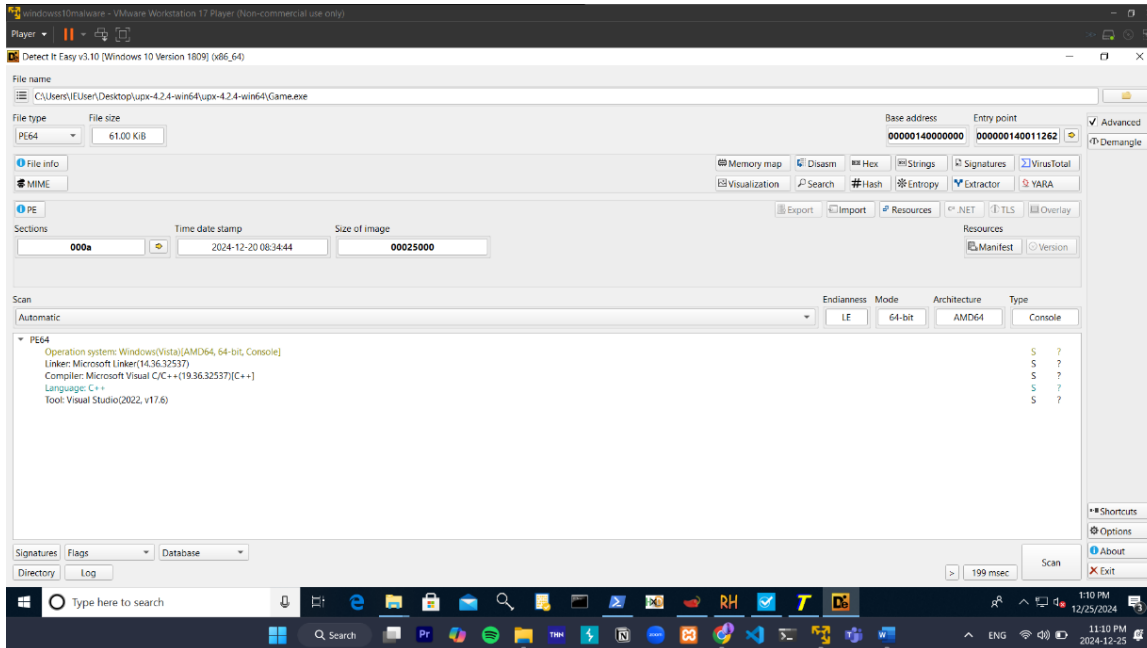 windowss10malware - VMware Workstation 17 Player (Non-commercial use only)
Player
Detect It Easy v3.10 [Windows 10 Version 1809] (x86_64)
File name
C:\Users\IEUser\Desktop\upx-4.2.4-win64\upx-4.2.4-win64\Game.exe
File type File size Base address Entry point
PE64 61.00 KiB 00000140000000 000000140011262 Advanced
Demangle
File info Memory map Disasm Hex Strings Signatures VirusTotal
MIME Visualization Search Hash Entropy Extractor YARA
PE Export Import Resources .NET TLS Overlay
Sections Time date stamp Size of image Resources
000a 2024-12-20 08:34:44 00025000 Manifest Version
Scan Endianness Mode Architecture Type
Automatic LE 64-bit AMD64 Console
PE64
Operation system: Windows(Vista)[AMD64, 64-bit, Console] S ?
Linker: Microsoft Linker(14.36.32537) S ?
Compiler: Microsoft Visual C/C++(19.36.32537)[C++] S ?
Language: C++ S ?
Tool: Visual Studio(2022, v17.6) S ?
Shortcuts
Options
Signatures Flags Database About
Directory Log > 199 msec Scan Exit
Type here to search RH T De 1:10 PM
12/25/2024
Search Pr THN N zoom ENG 11:10 PM
2024-12-25